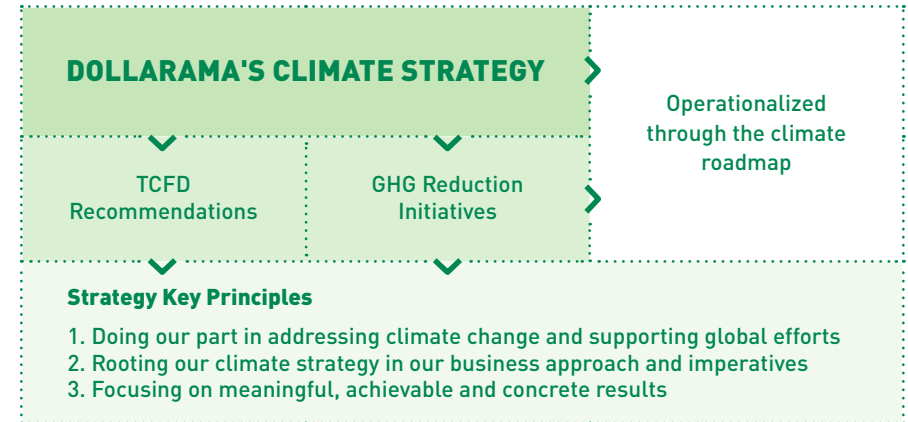 DOLLARAMA'S CLIMATE STRATEGY
Operationalized
through the climate
roadmap
TCFD
Recommendations
GHG Reduction
Initiatives
Strategy Key Principles
1. Doing our part in addressing climate change and supporting global efforts
2. Rooting our climate strategy in our business approach and imperatives
3. Focusing on meaningful, achievable and concrete results